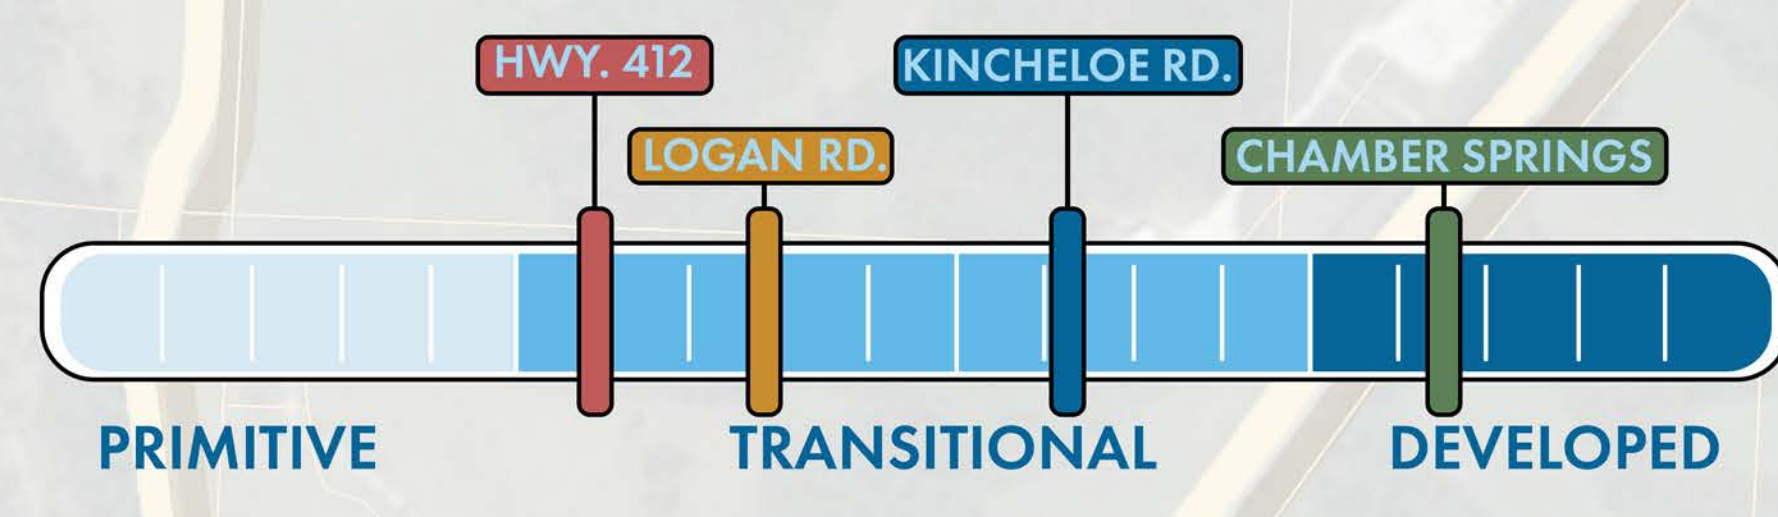 HWY. 412
KINCHELOE RD.
LOGAN RD.
CHAMBER SPRINGS
PRIMITIVE
TRANSITIONAL
DEVELOPED